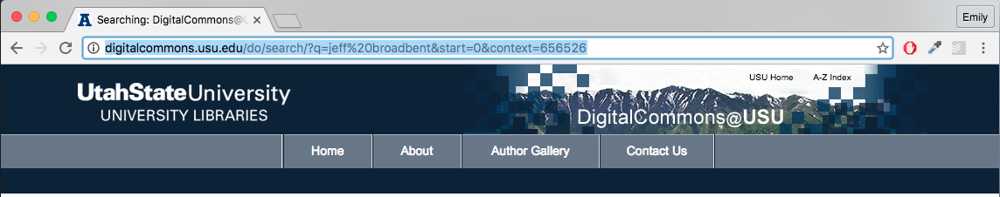 Searching: DigitalCommons@U
Emily
digitalcommons.usu.edu/do/search/?q=jeff%20broadbent&start=0&context=656526
USU Home A-Z Index
UtahStateUniversity
UNIVERSITY LIBRARIES
DigitalCommons@USU
Home About Author Gallery Contact Us